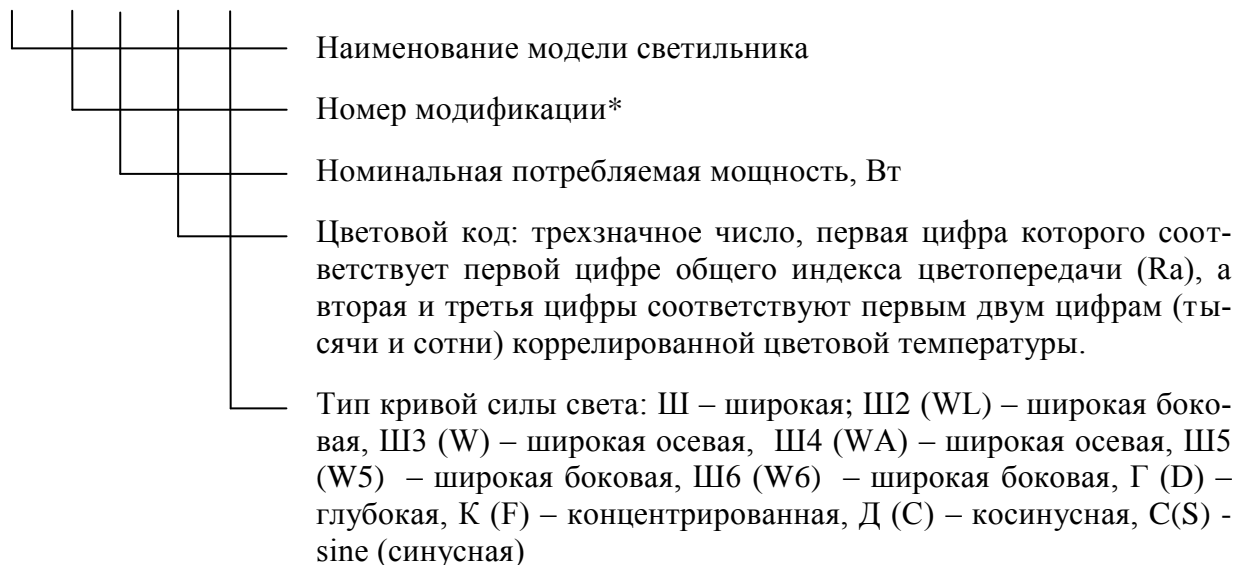 Наименование модели светильника
Номер модификации*
Номинальная потребляемая мощность, Вт
Цветовой код: трехзначное число, первая цифра которого соот-
ветствует первой цифре общего индекса цветопередачи (Ra), а
вторая и третья цифры соответствуют первым двум цифрам (ты-
сячи и сотни) коррелированной цветовой температуры.
Тип кривой силы света: Ш – широкая; Ш2 (WL) – широкая боко-
вая, Ш3 (W) – широкая осевая, Ш4 (WA) – широкая осевая, Ш5
(W5) – широкая боковая, Ш6 (W6) – широкая боковая, Г (D) –
глубокая, К (F) – концентрированная, Д (C) – косинусная, C(S) -
sine (синусная)